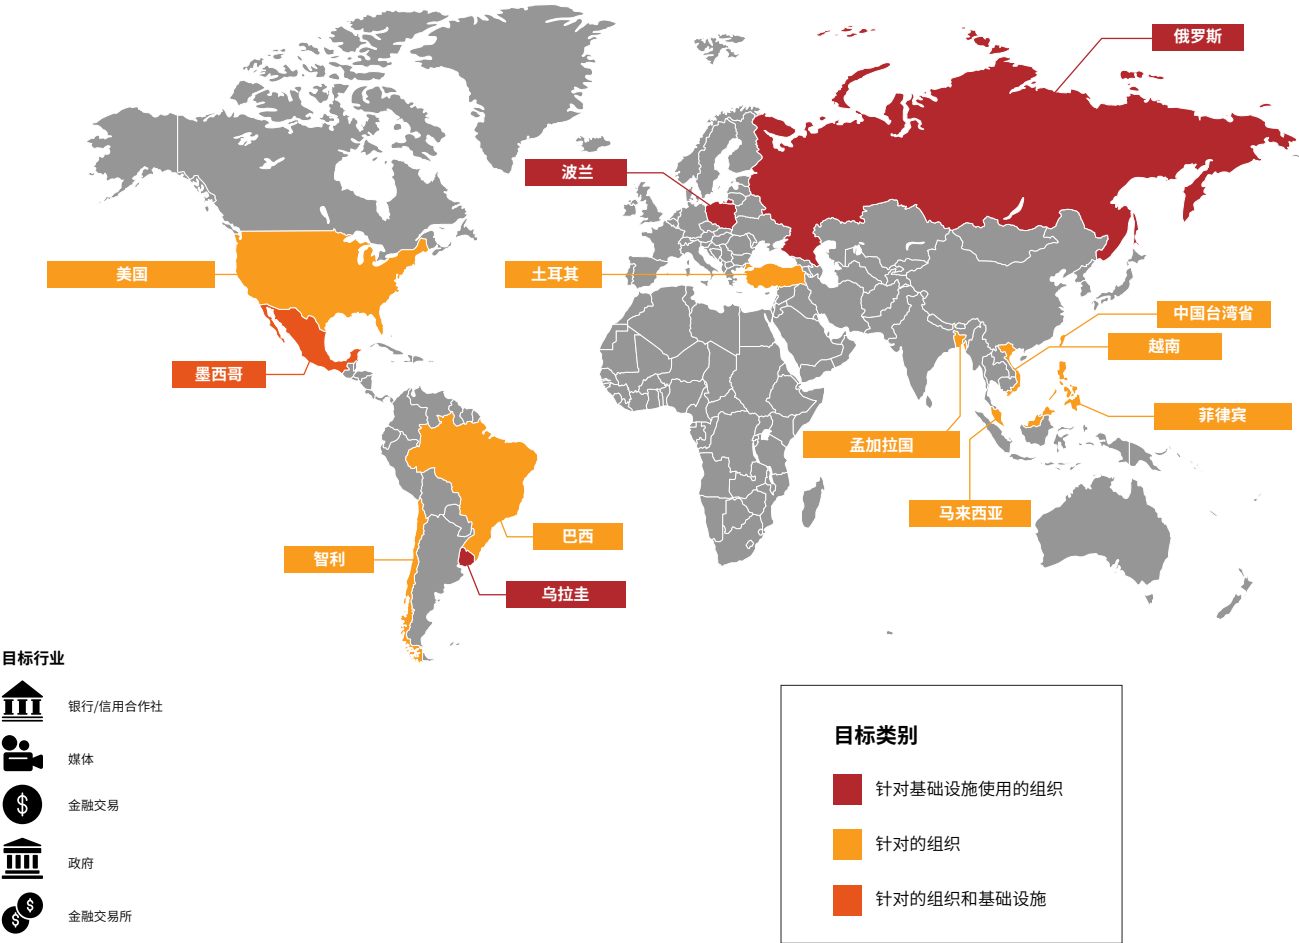 俄罗斯
波兰
美国
土耳其
中国台湾省
越南
墨西哥
菲律宾
孟加拉国
马来西亚
巴西
智利
乌拉圭
目标行业
银行/信用合作社
媒体
金融交易
政府
金融交易所
目标类别
针对基础设施使用的组织
针对的组织
针对的组织和基础设施